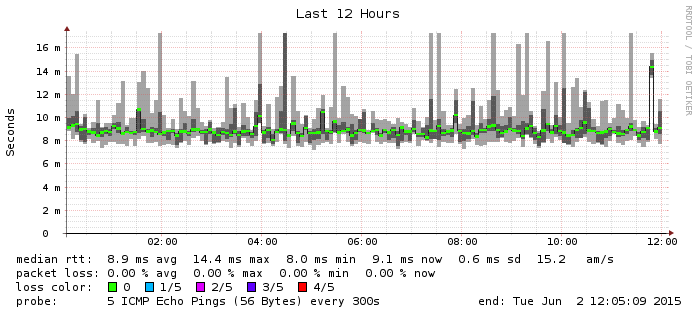 Last 12 Hours
RRDTOOL / TOBI OETIKER
Seconds
16 m
14 m
12 m
10 m
8 m
6 m
4 m
2 m
0
02:00 04:00 06:00 08:00 10:00 12:00
median rtt: 8.9 ms avg 14.4 ms max 8.0 ms min 9.1 ms now 0.6 ms sd 15.2 am/s
packet loss: 0.00 % avg 0.00 % max 0.00 % min 0.00 % now
loss color: 0 1/5 2/5 3/5 4/5
probe: 5 ICMP Echo Pings (56 Bytes) every 300s end: Tue Jun 2 12:05:09 2015